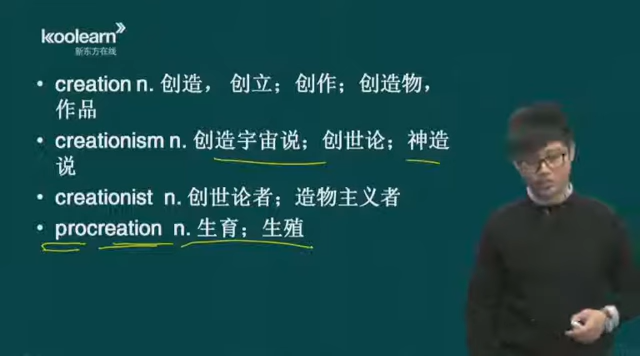 koolearn
新东方在线
creation n. 创造， 创立；创作；创造物，
作品
creationism n. 创造宇宙说；创世论；神造
说
creationist n. 创世论者；造物主义者
procreation n. 生育；生殖